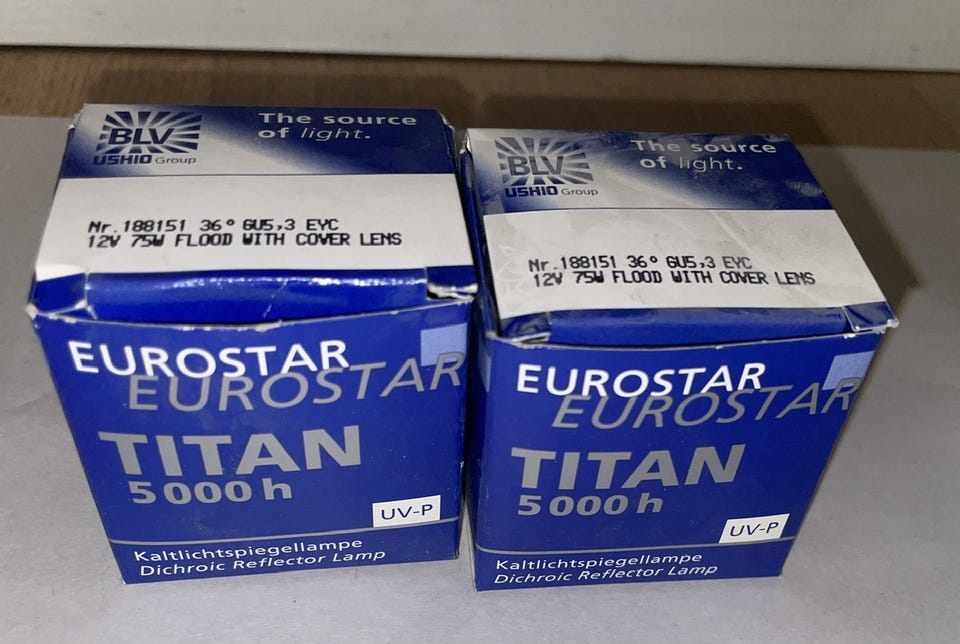 BLV
USHIO Group
The source
of light.
Nr.188151 36° GU5,3 EYC
12V 75W FLOOD WITH COVER LENS
EUROSTAR
EUROSTAR
TITAN
5000h
UV-P
Kaltlichtspiegellampe
Dichroic Reflector Lamp
BLV
USHIO Group
The source
of light.
Nr.188151 36° GU5,3 EYC
12V 75W FLOOD WITH COVER LENS
EUROSTAR
EUROSTAR
TITAN
5000h
UV-P
Kaltlichtspiegellampe
Dichroic Reflector Lamp